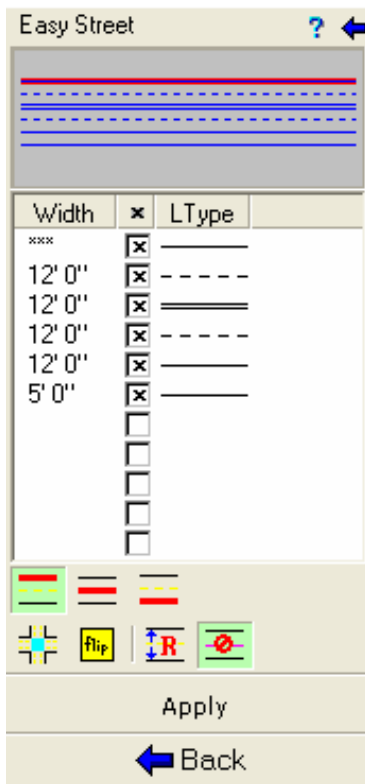 Easy Street ?
Width × LType
***
12' 0"
12' 0"
12' 0"
12' 0"
5' 0"
flip R
Apply
Back